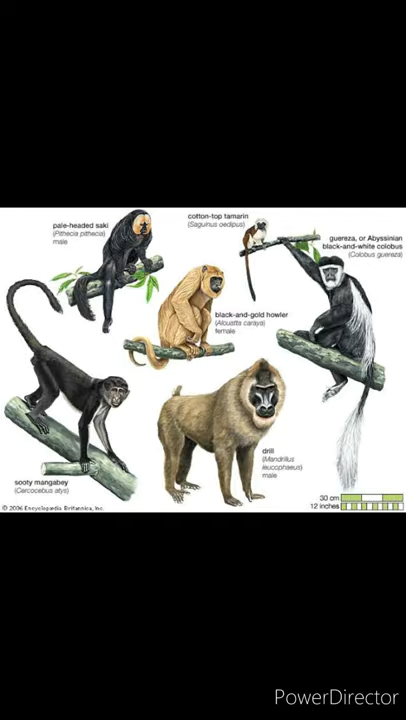 pale-headed saki
(Pithecia pithecia)
male
cotton-top tamarin
(Saguinus oedipus)
guereza, or Abyssinian
black-and-white colobus
(Colobus guereza)
black-and-gold howler
(Alouatta caraya)
female
drill
(Mandrillus
leucophaeus)
male
sooty mangabey
(Cercocebus atys)
30 cm
12 inches
© 2006 Encyclopædia Britannica, Inc.
PowerDirector